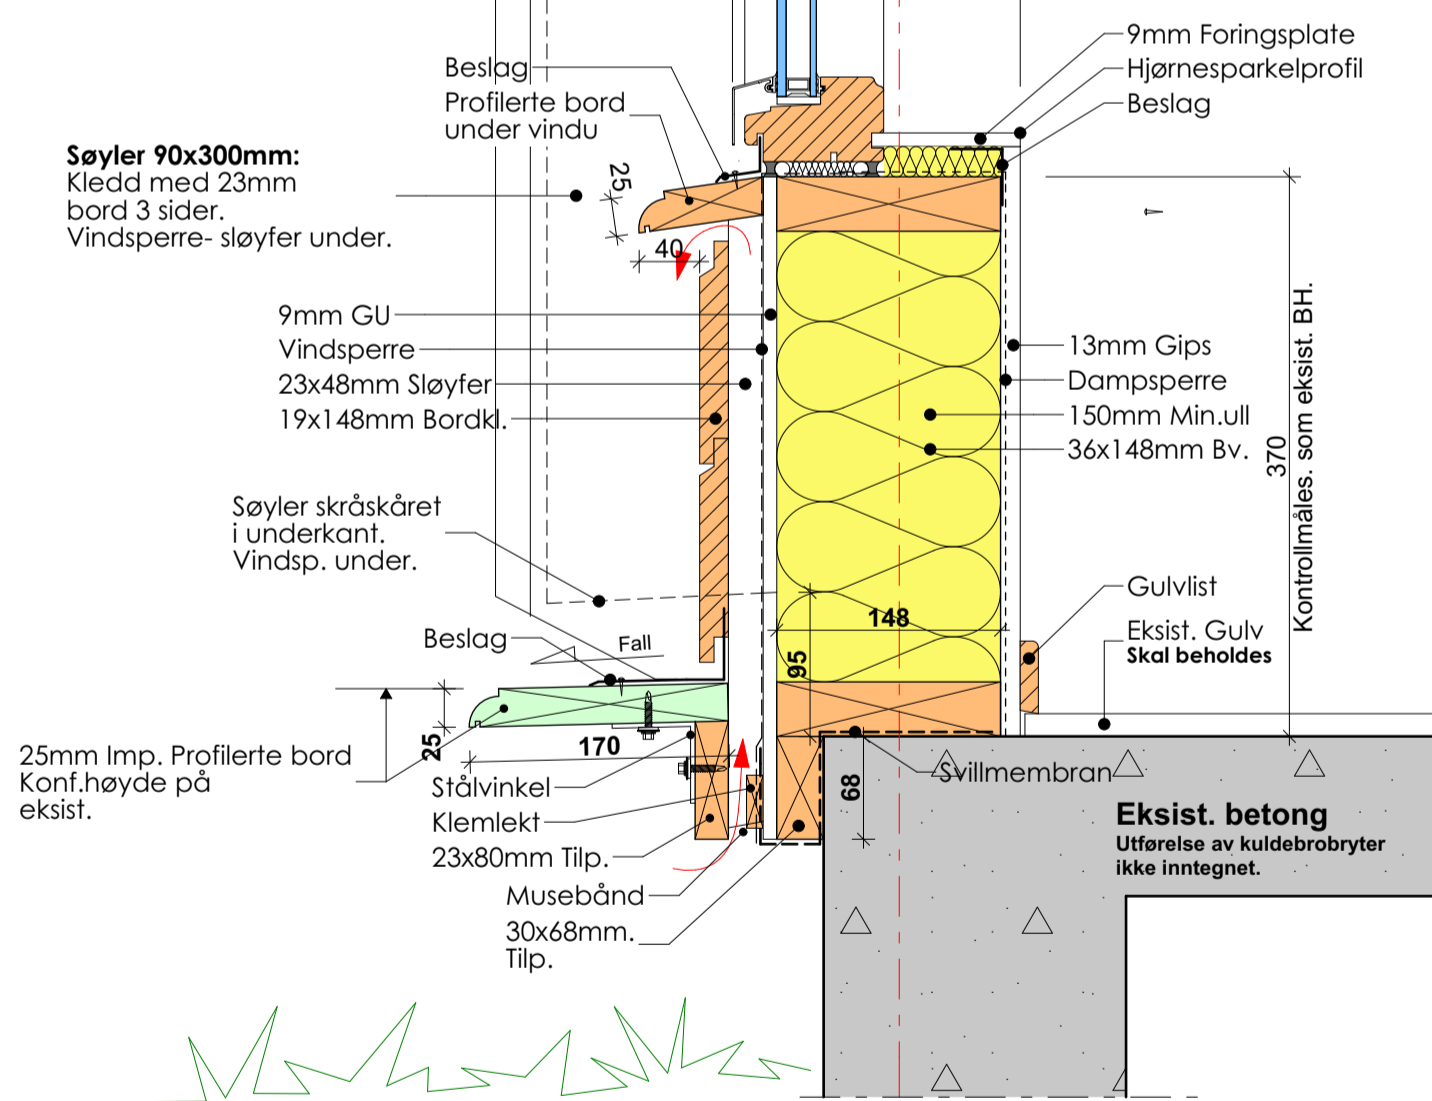 Beslag
Profilerte bord
under vindu
9mm Foringsplate
Hjørnesparkelprofil
Beslag
Søyler 90x300mm:
Kledd med 23mm
bord 3 sider.
Vindsperre- sløyfer under.
25
40
9mm GU
Vindsperre
23x48mm Sløyfer
19x148mm Bordkl.
13mm Gips
Dampsperre
150mm Min.ull
36x148mm Bv.
370
Kontrollmåles. som eksist. BH.
Søyler skråskåret
i underkant.
Vindsp. under.
148
95
Gulvlist
Eksist. Gulv
Skal beholdes
Beslag
Fall
25
170
25mm Imp. Profilerte bord
Konf.høyde på
eksist.
Stålvinkel
Klemlekt
23x80mm Tilp.
Musebånd
30x68mm.
Tilp.
Svillmembran
68
Eksist. betong
Utførelse av kuldebrobryter
ikke inntegnet.